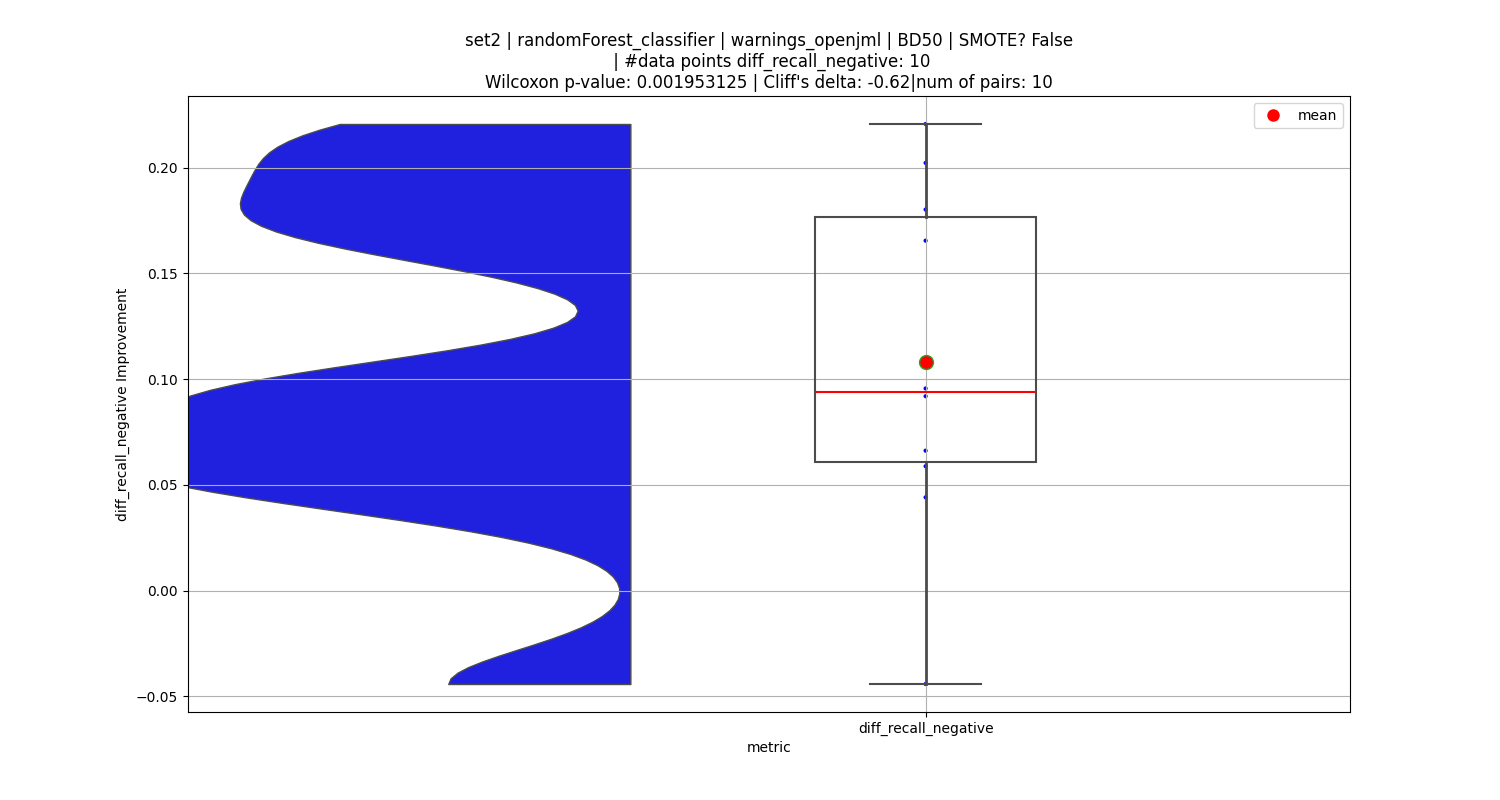 set2 | randomForest_classifier | warnings_openjml | BD50 | SMOTE? False
| #data points diff_recall_negative: 10
Wilcoxon p-value: 0.001953125 | Cliff's delta: -0.62|num of pairs: 10
mean
0.20
0.15
0.10
0.05
0.00
−0.05
diff_recall_negative Improvement
diff_recall_negative
metric